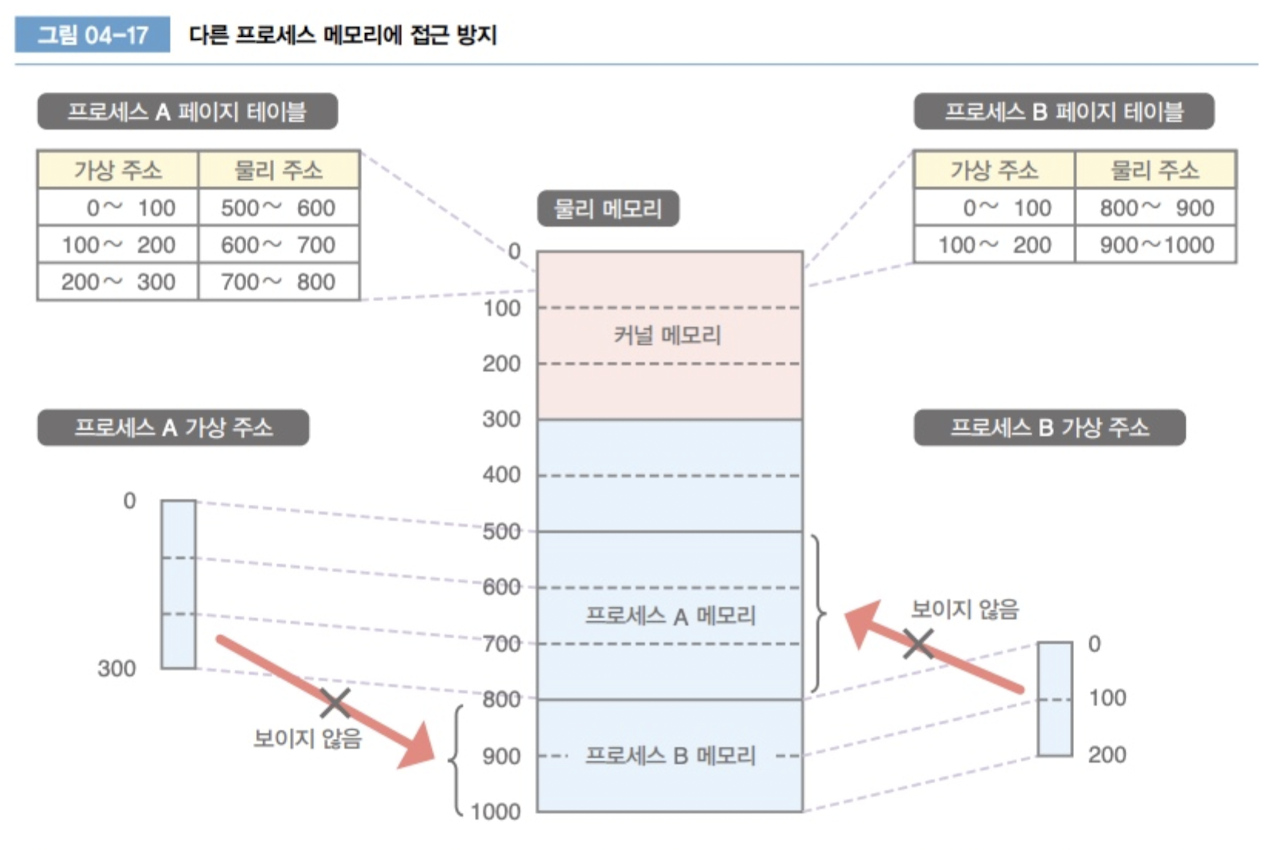 그림 04-17 다른 프로세스 메모리에 접근 방지
프로세스 A 페이지 테이블
가상 주소 물리 주소
0~ 100 500~ 600
100~ 200 600~ 700
200~ 300 700~ 800
프로세스 B 페이지 테이블
가상 주소 물리 주소
0~ 100 800~ 900
100~ 200 900~1000
물리 메모리
0
100
커널 메모리
200
300
400
500
600
프로세스 A 메모리
700
800
900 프로세스 B 메모리
1000
프로세스 A 가상 주소
0
300
보이지 않음
프로세스 B 가상 주소
보이지 않음
0
100
200